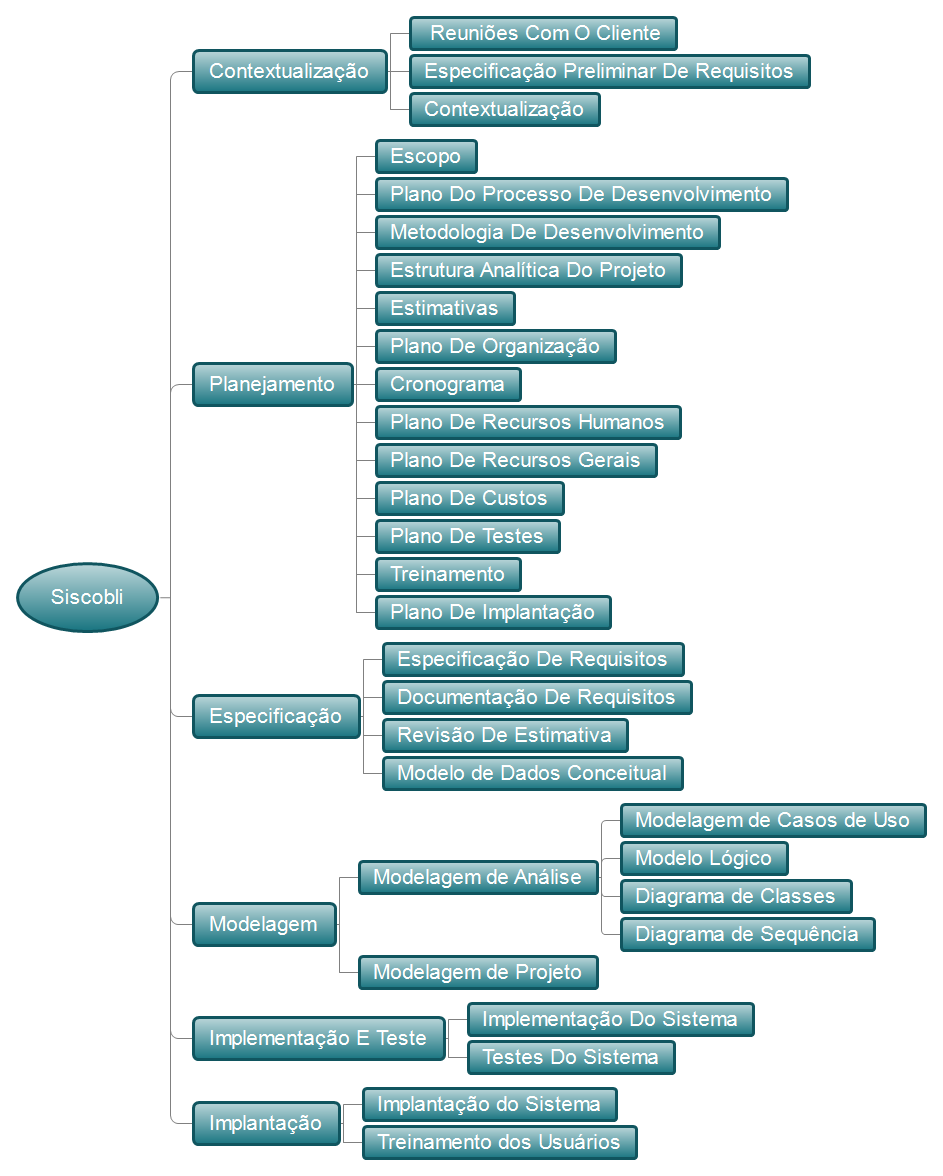 Siscobli
Contextualização
Reuniões Com O Cliente
Especificação Preliminar De Requisitos
Contextualização
Planejamento
Escopo
Plano Do Processo De Desenvolvimento
Metodologia De Desenvolvimento
Estrutura Analítica Do Projeto
Estimativas
Plano De Organização
Cronograma
Plano De Recursos Humanos
Plano De Recursos Gerais
Plano De Custos
Plano De Testes
Treinamento
Plano De Implantação
Especificação
Especificação De Requisitos
Documentação De Requisitos
Revisão De Estimativa
Modelo de Dados Conceitual
Modelagem
Modelagem de Análise
Modelagem de Casos de Uso
Modelo Lógico
Diagrama de Classes
Diagrama de Sequência
Modelagem de Projeto
Implementação E Teste
Implementação Do Sistema
Testes Do Sistema
Implantação
Implantação do Sistema
Treinamento dos Usuários